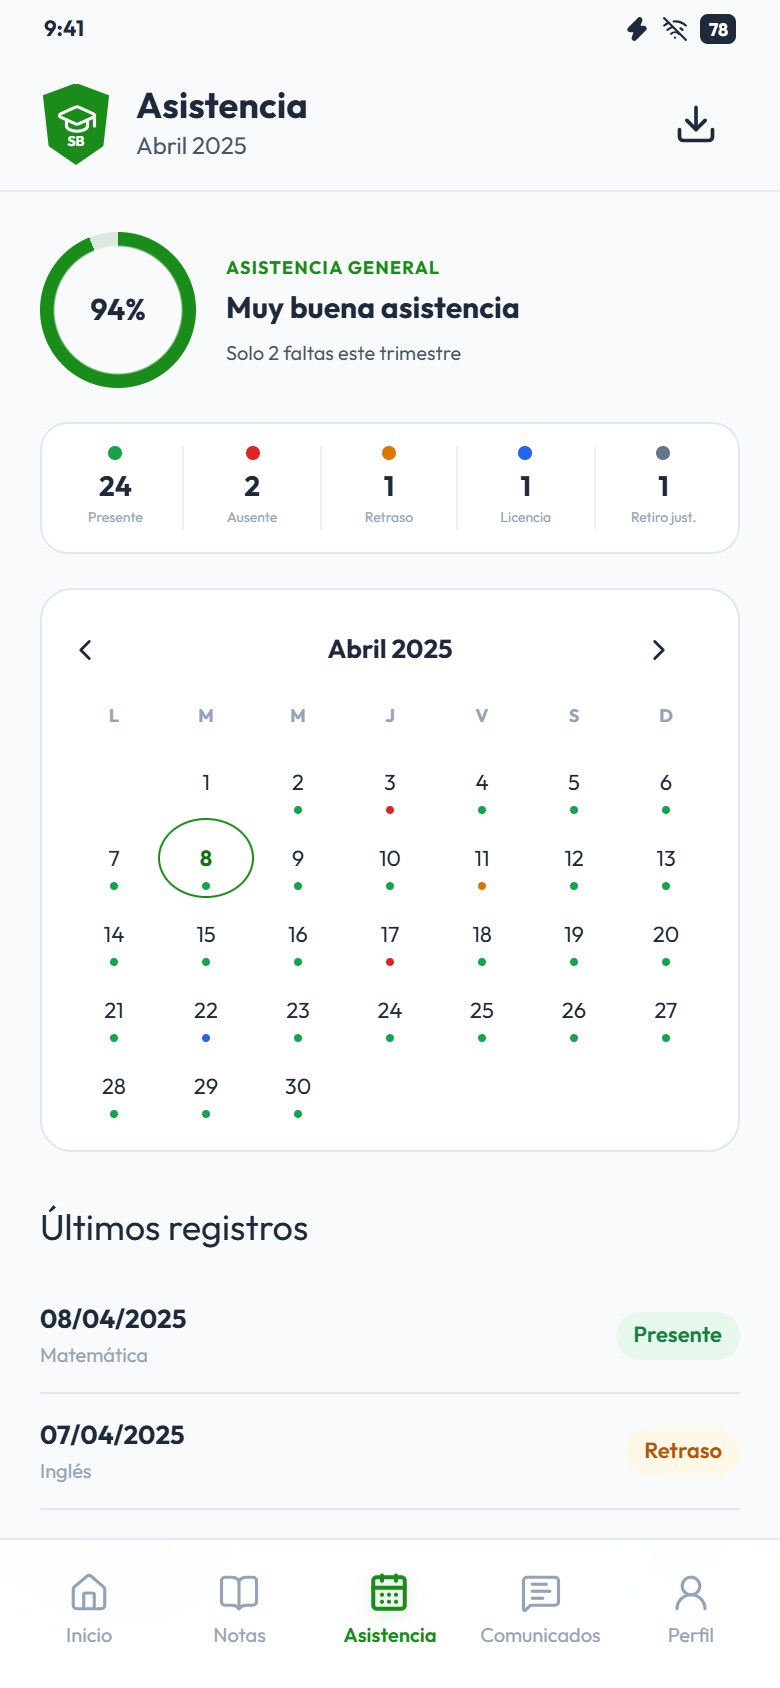 9:41
78
SB
Asistencia
Abril 2025
94%
ASISTENCIA GENERAL
Muy buena asistencia
Solo 2 faltas este trimestre
24 2 1 1 1
Presente Ausente Retraso Licencia Retiro just.
Abril 2025
L M M J V S D
1 2 3 4 5 6
7 8 9 10 11 12 13
14 15 16 17 18 19 20
21 22 23 24 25 26 27
28 29 30
Últimos registros
08/04/2025
Presente
Matemática
07/04/2025
Retraso
Inglés
Inicio Notas Asistencia Comunicados Perfil